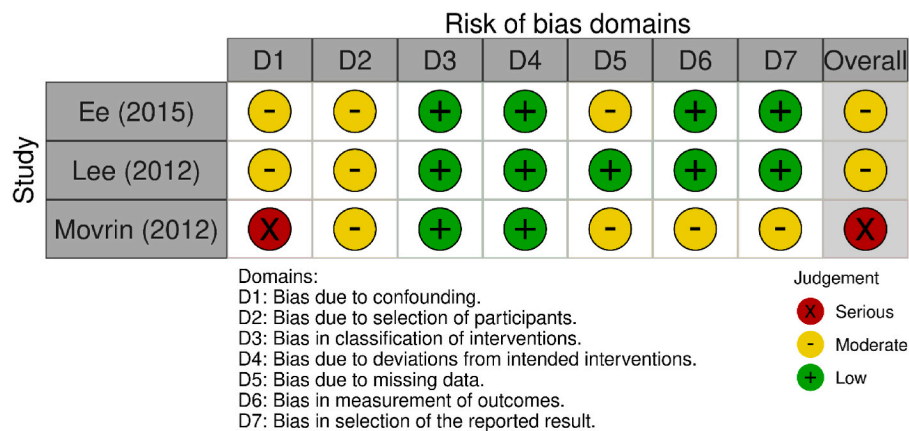 Risk of bias domains
D1 D2 D3 D4 D5 D6 D7 Overall
Study
Ee (2015) - - + + - + + -
Lee (2012) - - + + + + + -
Movrin (2012) X - + + - - - X
Domains:
D1: Bias due to confounding.
D2: Bias due to selection of participants.
D3: Bias in classification of interventions.
D4: Bias due to deviations from intended interventions.
D5: Bias due to missing data.
D6: Bias in measurement of outcomes.
D7: Bias in selection of the reported result.
Judgement
X Serious
- Moderate
+ Low